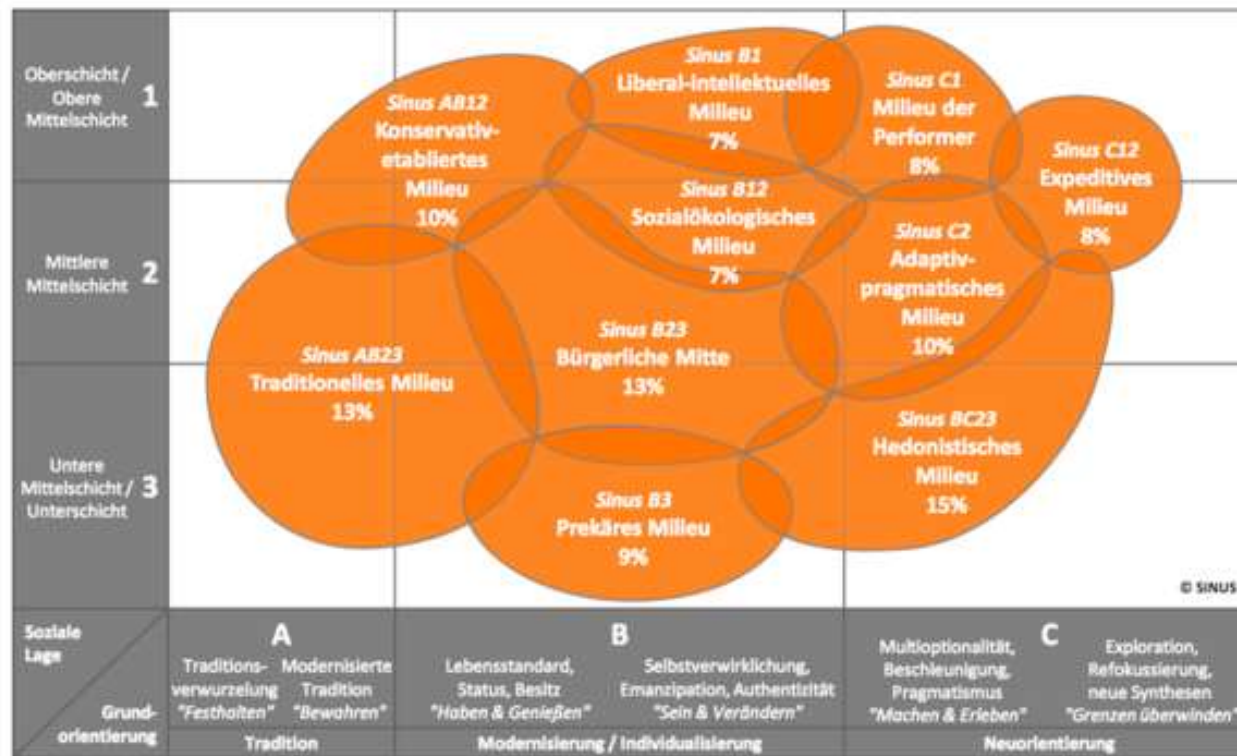 Oberschicht /
Obere
Mittelschicht
1
Mittlere
Mittelschicht
2
Untere
Mittelschicht /
Unterschicht
3
Sinus AB12
Konservativ-
etabliertes
Milieu
10%
Sinus B1
Liberal-intellektuelles
Milieu
7%
Sinus C1
Milieu der
Performer
8%
Sinus C12
Expeditives
Milieu
8%
Sinus B12
Sozialökologisches
Milieu
7%
Sinus C2
Adaptiv-
pragmatisches
Milieu
10%
Sinus AB23
Traditionelles Milieu
13%
Sinus B23
Bürgerliche Mitte
13%
Sinus BC23
Hedonistisches
Milieu
15%
Sinus B3
Prekäres Milieu
9%
© SINUS
Soziale
Lage
Grund-
orientierung
A
Traditions-
verwurzelung
"Festhalten"
Modernisierte
Tradition
"Bewahren"
Tradition
B
Lebensstandard,
Status, Besitz
"Haben & Genießen"
Selbstverwirklichung,
Emanzipation, Authentizität
"Sein & Verändern"
Modernisierung / Individualisierung
C
Multioptionalität,
Beschleunigung,
Pragmatismus
"Machen & Erleben"
Exploration,
Refokussierung,
neue Synthesen
"Grenzen überwinden"
Neuorientierung